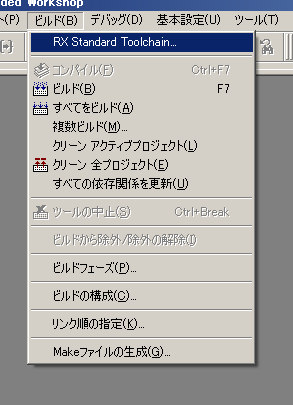 ded Workshop
(P) ビルド(B) デバッグ(D) 基本設定(U) ツール(T)
RX Standard Toolchain...
コンパイル(F) Ctrl+F7
ビルド(B) F7
すべてをビルド(A)
複数ビルド(M)...
クリーン アクティブプロジェクト(L)
クリーン 全プロジェクト(E)
すべての依存関係を更新(U)
ツールの中止(S) Ctrl+Break
ビルドから除外/除外の解除(I)
ビルドフェーズ(P)...
ビルドの構成(C)...
リンク順の指定(K)...
Makeファイルの生成(G)...